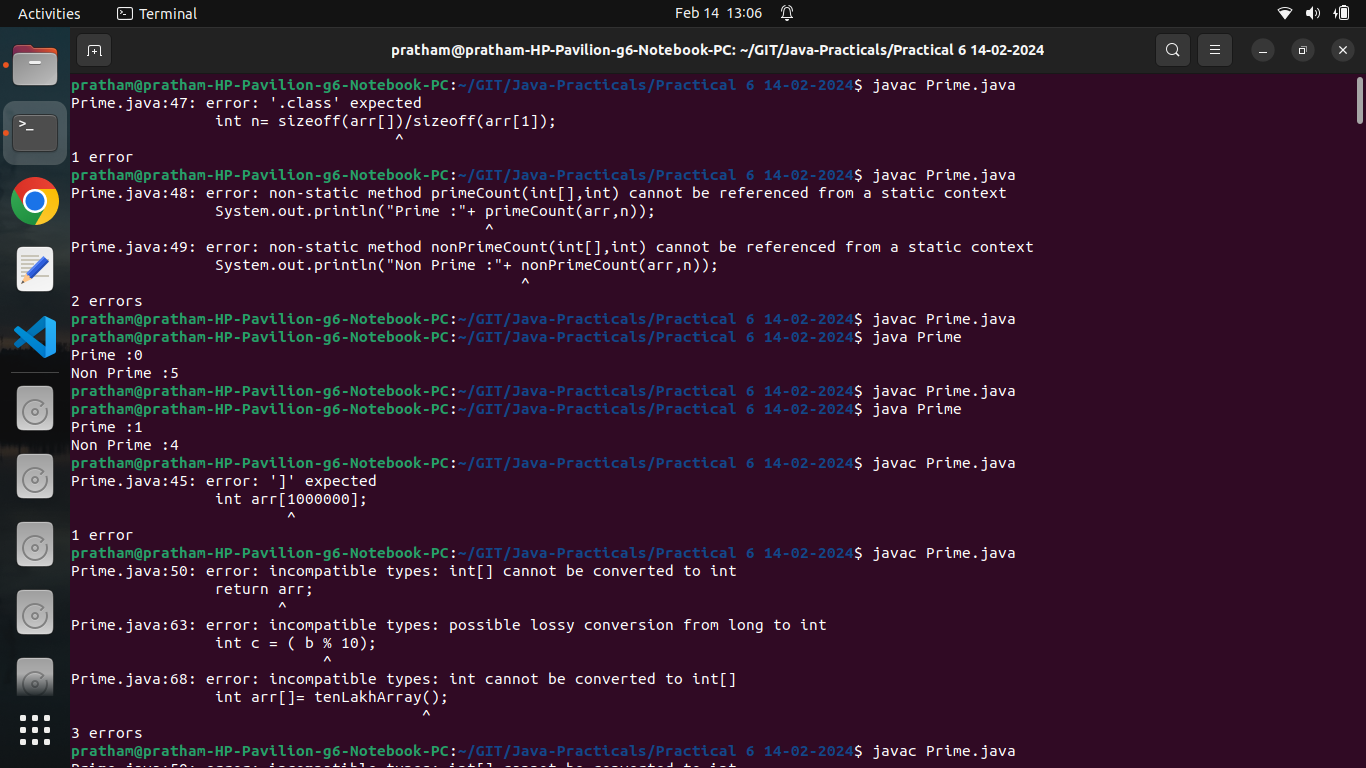 Activities
Terminal
Feb 14 13:06
pratham@pratham-HP-Pavilion-g6-Notebook-PC: ~/GIT/Java-Practicals/Practical 6 14-02-2024
pratham@pratham-HP-Pavilion-g6-Notebook-PC:~/GIT/Java-Practicals/Practical 6 14-02-2024$ javac Prime.java
Prime.java:47: error: '.class' expected
                int n= sizeoff(arr[])/sizeoff(arr[1]);
                                    ^
1 error
pratham@pratham-HP-Pavilion-g6-Notebook-PC:~/GIT/Java-Practicals/Practical 6 14-02-2024$ javac Prime.java
Prime.java:48: error: non-static method primeCount(int[],int) cannot be referenced from a static context
                System.out.println("Prime :"+ primeCount(arr,n));
                                              ^
Prime.java:49: error: non-static method nonPrimeCount(int[],int) cannot be referenced from a static context
                System.out.println("Non Prime :"+ nonPrimeCount(arr,n));
                                                  ^
2 errors
pratham@pratham-HP-Pavilion-g6-Notebook-PC:~/GIT/Java-Practicals/Practical 6 14-02-2024$ javac Prime.java
pratham@pratham-HP-Pavilion-g6-Notebook-PC:~/GIT/Java-Practicals/Practical 6 14-02-2024$ java Prime
Prime :0
Non Prime :5
pratham@pratham-HP-Pavilion-g6-Notebook-PC:~/GIT/Java-Practicals/Practical 6 14-02-2024$ javac Prime.java
pratham@pratham-HP-Pavilion-g6-Notebook-PC:~/GIT/Java-Practicals/Practical 6 14-02-2024$ java Prime
Prime :1
Non Prime :4
pratham@pratham-HP-Pavilion-g6-Notebook-PC:~/GIT/Java-Practicals/Practical 6 14-02-2024$ javac Prime.java
Prime.java:45: error: ']' expected
                int arr[1000000];
                        ^
1 error
pratham@pratham-HP-Pavilion-g6-Notebook-PC:~/GIT/Java-Practicals/Practical 6 14-02-2024$ javac Prime.java
Prime.java:50: error: incompatible types: int[] cannot be converted to int
                return arr;
                       ^
Prime.java:63: error: incompatible types: possible lossy conversion from long to int
                int c = ( b % 10);
                            ^
Prime.java:68: error: incompatible types: int cannot be converted to int[]
                int arr[]= tenLakhArray();
                                       ^
3 errors
pratham@pratham-HP-Pavilion-g6-Notebook-PC:~/GIT/Java-Practicals/Practical 6 14-02-2024$ javac Prime.java